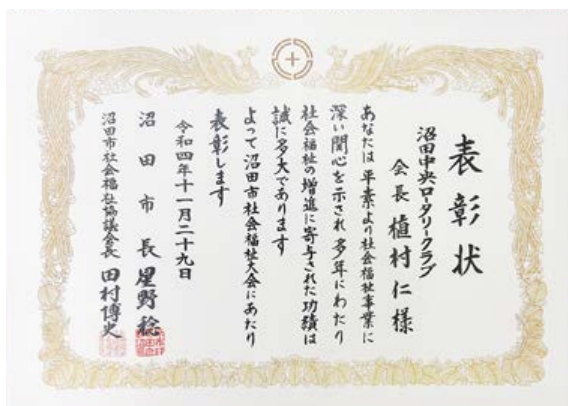 表彰状
沼田中央ロータリークラブ
会長 植村仁様
あなたは平素より社会福祉事業に
深い関心を示され多年にわたり
社会福祉の増進に寄与された功績は
誠に多大であります
よって沼田市社会福祉大会にあたり
表彰します
令和四年十一月二十九日
沼田市長 星野稔
沼田市社会福祉協議会長 田村博史